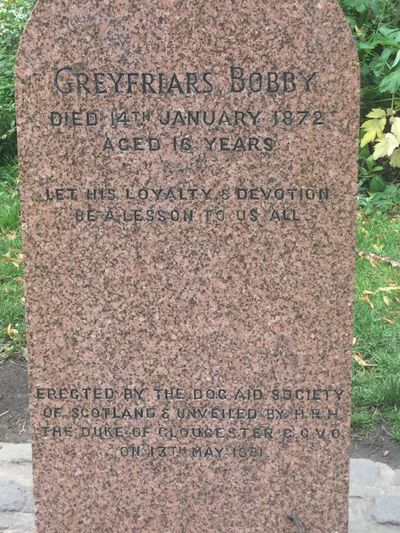 GREYFRIARS BOBBY
DIED 14TH JANUARY 1872
AGED 16 YEARS
LET HIS LOYALTY & DEVOTION
BE A LESSON TO US ALL
ERECTED BY THE DOG AID SOCIETY
OF SCOTLAND & UNVEILED BY H.R.H.
THE DUKE OF GLOUCESTER G.C.V.O.
ON 13TH MAY 1981